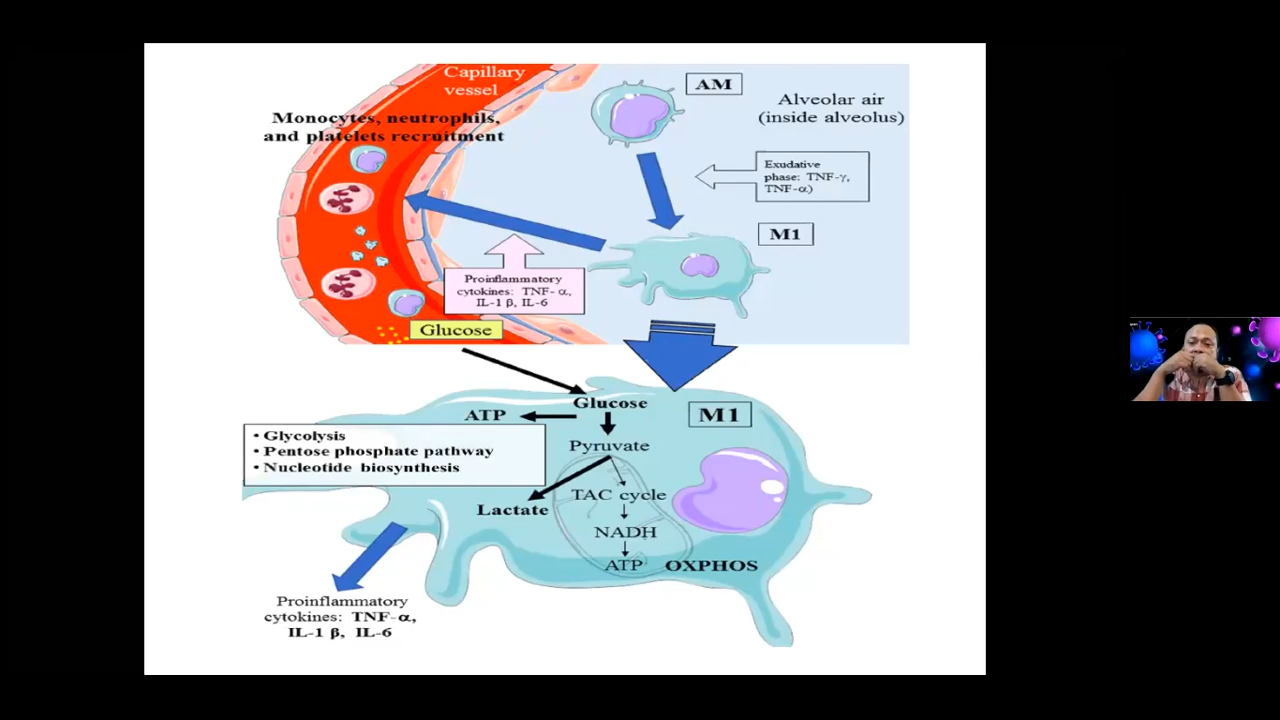 Capillary
vessel
Monocytes, neutrophils,
and platelets recruitment
AM
Alveolar air
(inside alveolus)
Exudative
phase: TNF-γ,
TNF-α)
M1
Proinflammatory
cytokines: TNF- α,
IL-1 β, IL-6
Glucose
Glucose
ATP
M1
• Glycolysis
• Pentose phosphate pathway
• Nucleotide biosynthesis
Pyruvate
TAC cycle
Lactate
NADH
ATP OXPHOS
Proinflammatory
cytokines: TNF-α,
IL-1 β, IL-6